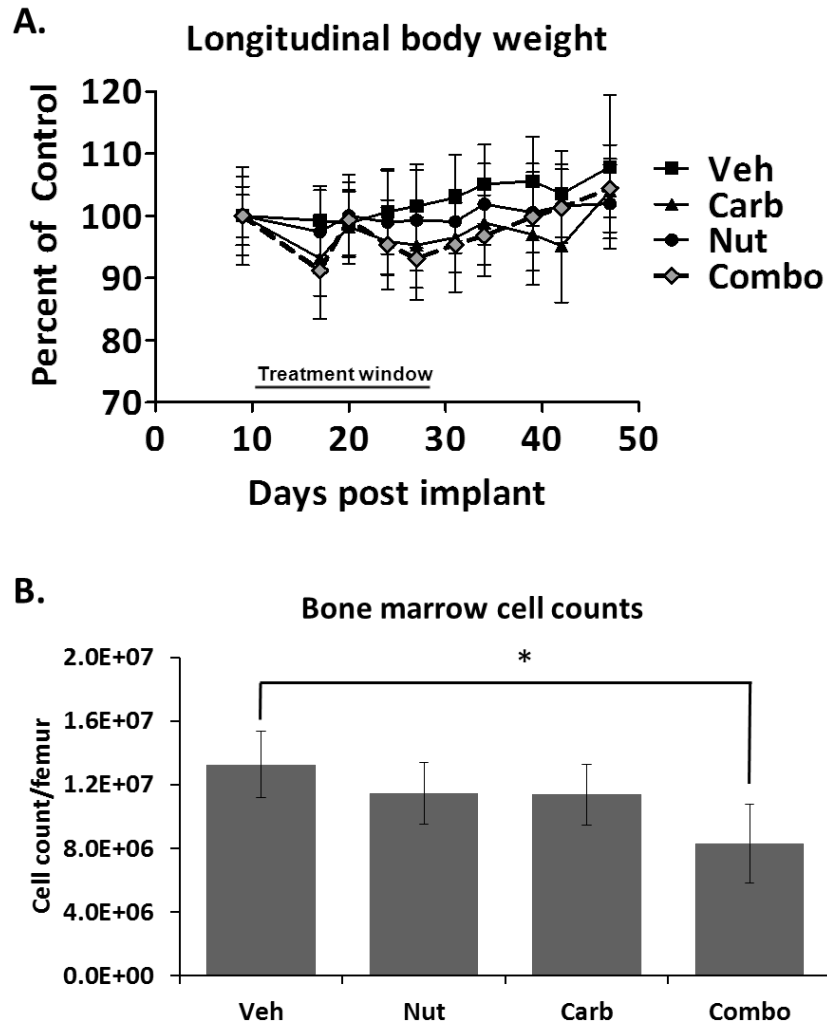 A.
Longitudinal body weight
Percent of Control
120
110
100
90
80
70
Treatment window
0 10 20 30 40 50
Days post implant
Veh
Carb
Nut
Combo
B.
Bone marrow cell counts
Cell count/femur
2.0E+07
1.6E+07
1.2E+07
8.0E+06
4.0E+06
0.0E+00
*
Veh Nut Carb Combo